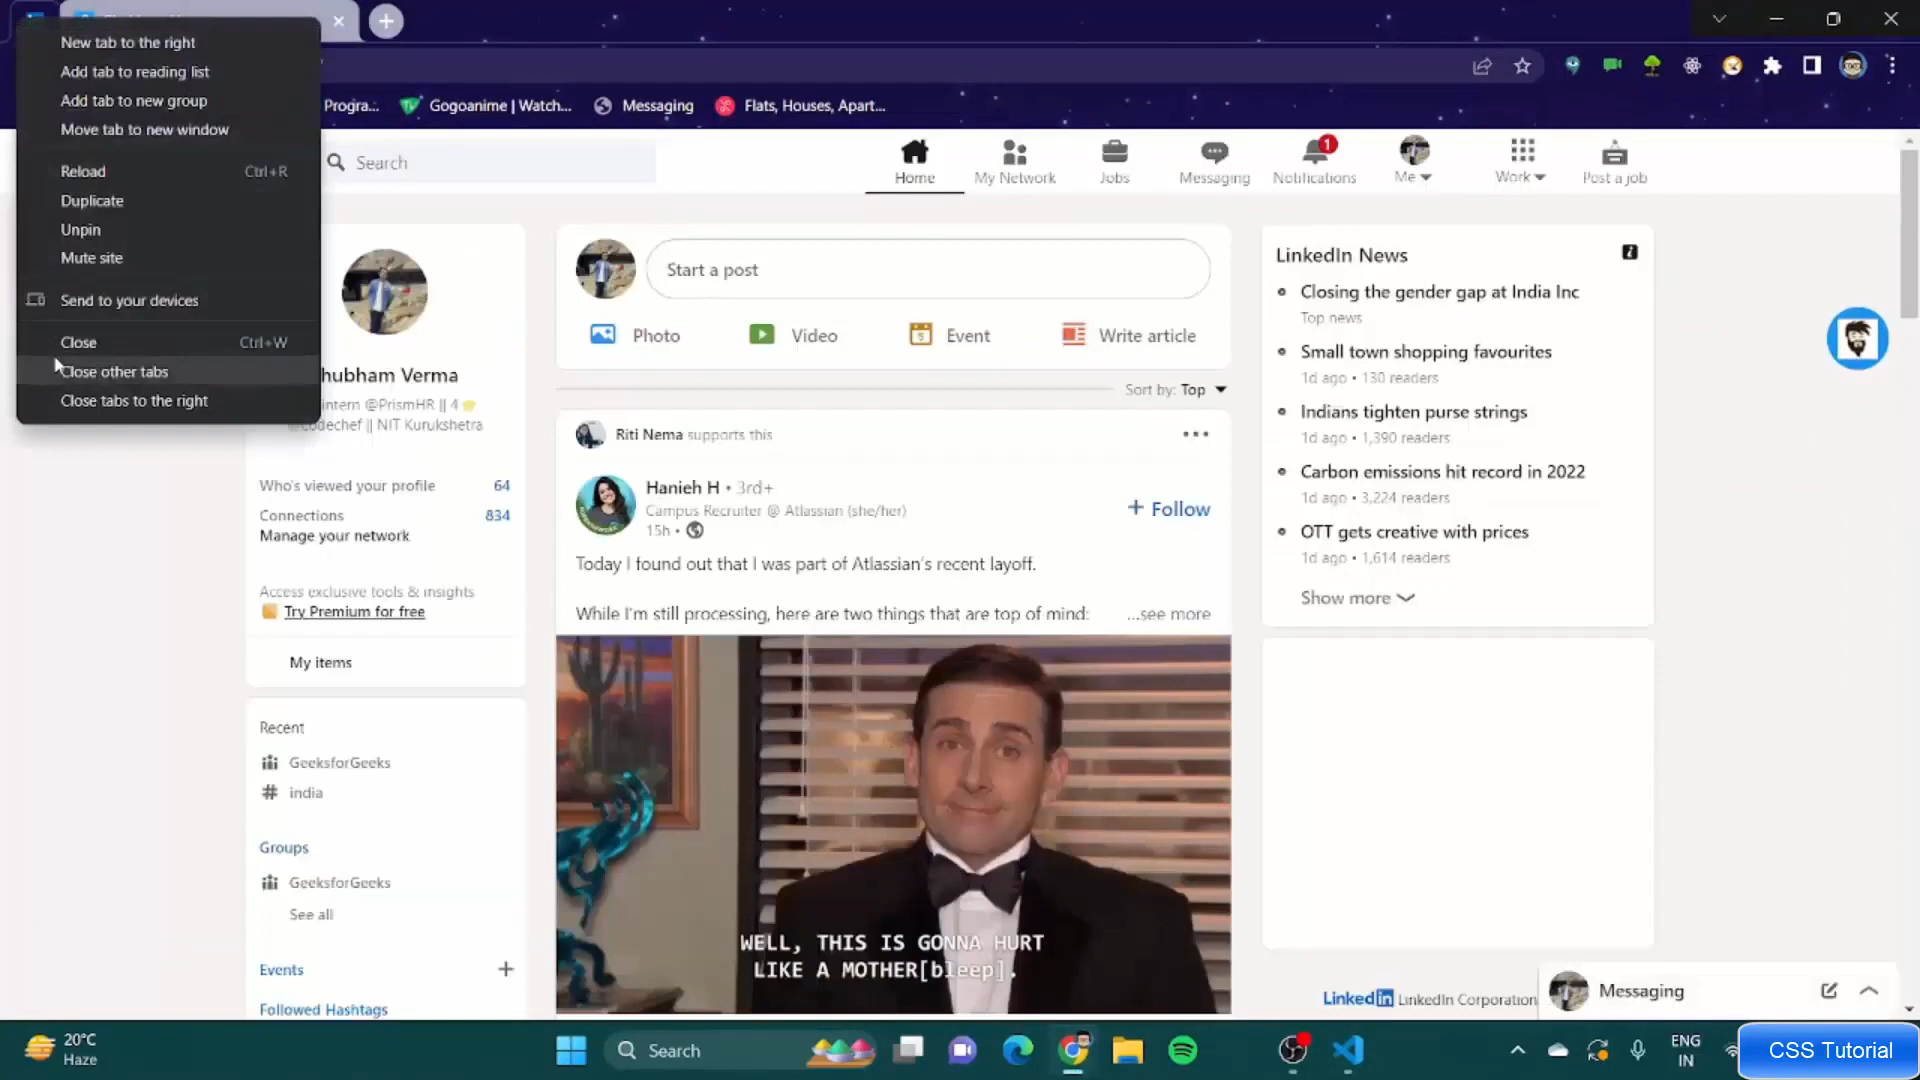 New tab to the right
Add tab to reading list
Add tab to new group
Move tab to new window
Reload Ctrl+R
Duplicate
Unpin
Mute site
Send to your devices
Close Ctrl+W
Close other tabs
Close tabs to the right
Progra...
Gogoanime | Watch...
Messaging
Flats, Houses, Apart...
Search
Home
My Network
Jobs
Messaging
1
Notifications
Me
Work
Post a job
hubham Verma
intern @PrismHR || 4
@Codechef || NIT Kurukshetra
Who's viewed your profile 64
Connections 834
Manage your network
Access exclusive tools & insights
Try Premium for free
My items
Recent
GeeksforGeeks
# india
Groups
GeeksforGeeks
See all
Events +
Followed Hashtags
Start a post
Photo
Video
Event
Write article
Sort by: Top
Riti Nema supports this
Hanieh H • 3rd+
Campus Recruiter @ Atlassian (she/her)
15h •
+ Follow
Today I found out that I was part of Atlassian's recent layoff.
While I'm still processing, here are two things that are top of mind: ...see more
WELL, THIS IS GONNA HURT
LIKE A MOTHER[bleep].
LinkedIn News
• Closing the gender gap at India Inc
Top news
• Small town shopping favourites
1d ago • 130 readers
• Indians tighten purse strings
1d ago • 1,390 readers
• Carbon emissions hit record in 2022
1d ago • 3,224 readers
• OTT gets creative with prices
1d ago • 1,614 readers
Show more
LinkedIn LinkedIn Corporation
Messaging
20°C
Haze
Search
ENG
IN
CSS Tutorial